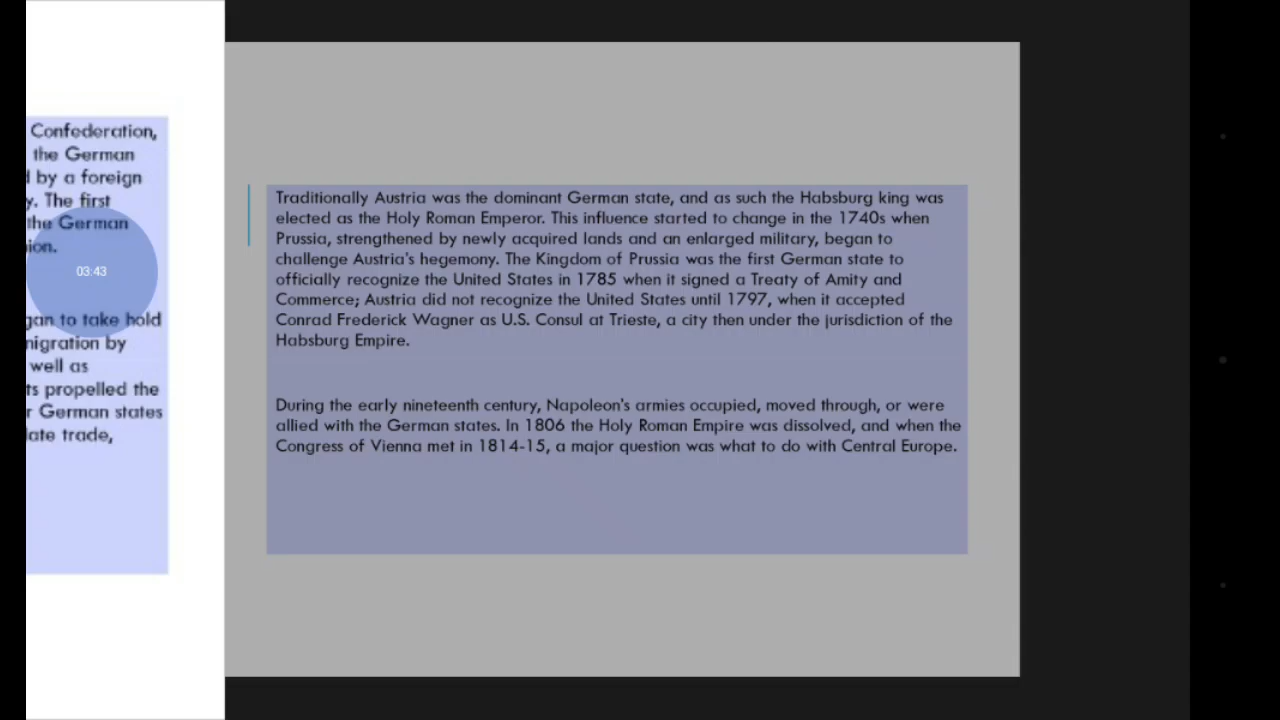 Confederation,
the German
by a foreign
y. The first
the German
ion.
03:43
gan to take hold
nigration by
well as
ts propelled the
r German states
late trade,
Traditionally Austria was the dominant German state, and as such the Habsburg king was
elected as the Holy Roman Emperor. This influence started to change in the 1740s when
Prussia, strengthened by newly acquired lands and an enlarged military, began to
challenge Austria's hegemony. The Kingdom of Prussia was the first German state to
officially recognize the United States in 1785 when it signed a Treaty of Amity and
Commerce; Austria did not recognize the United States until 1797, when it accepted
Conrad Frederick Wagner as U.S. Consul at Trieste, a city then under the jurisdiction of the
Habsburg Empire.
During the early nineteenth century, Napoleon's armies occupied, moved through, or were
allied with the German states. In 1806 the Holy Roman Empire was dissolved, and when the
Congress of Vienna met in 1814-15, a major question was what to do with Central Europe.